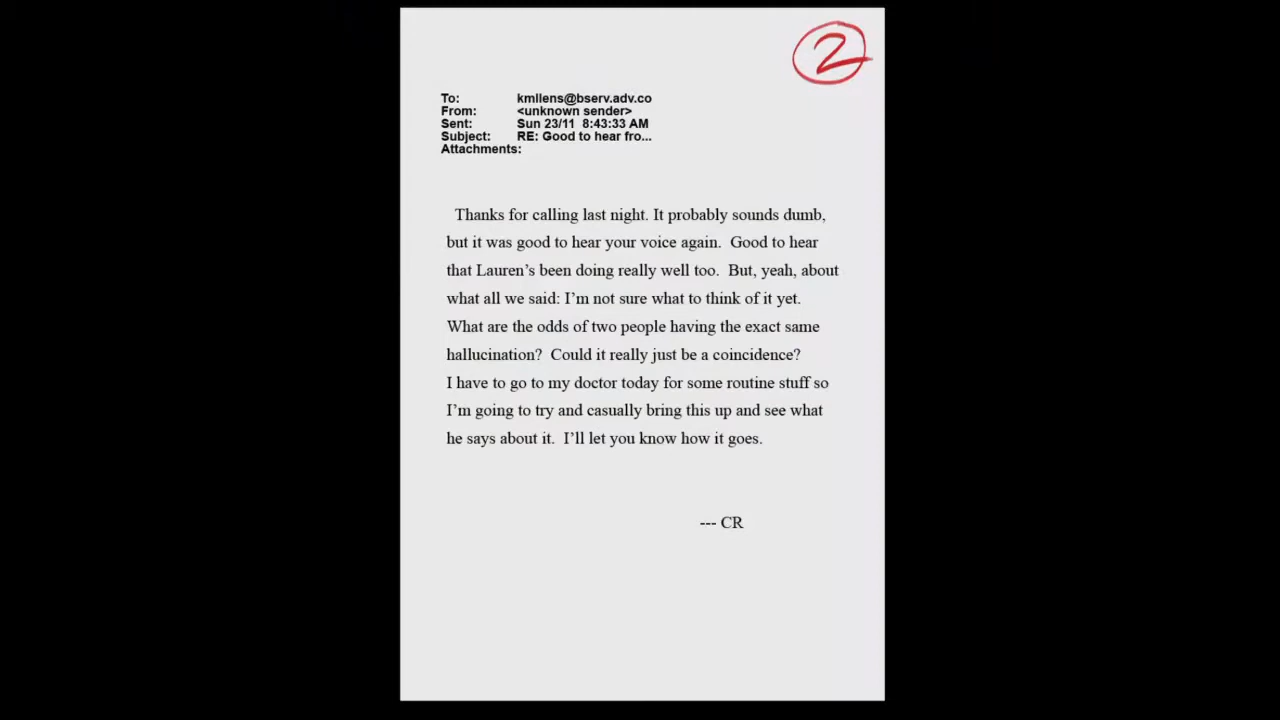 2
To: kmllens@bserv.adv.co
From: <unknown sender>
Sent: Sun 23/11 8:43:33 AM
Subject: RE: Good to hear fro...
Attachments:
Thanks for calling last night. It probably sounds dumb,
but it was good to hear your voice again. Good to hear
that Lauren’s been doing really well too. But, yeah, about
what all we said: I’m not sure what to think of it yet.
What are the odds of two people having the exact same
hallucination? Could it really just be a coincidence?
I have to go to my doctor today for some routine stuff so
I’m going to try and casually bring this up and see what
he says about it. I’ll let you know how it goes.
--- CR